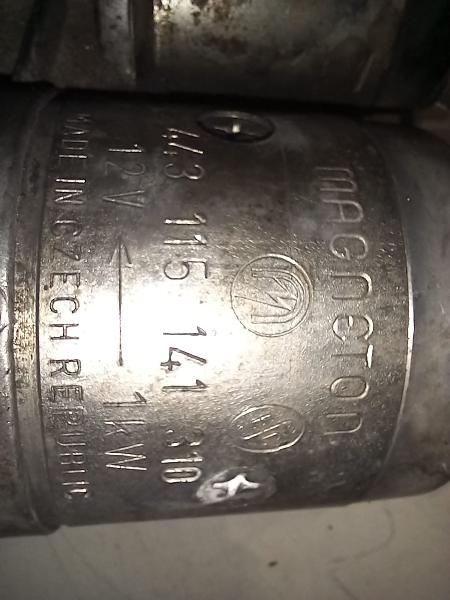 magneton
443 115 141 310
12V 1kW
MADE IN CZECH REPUBLIC